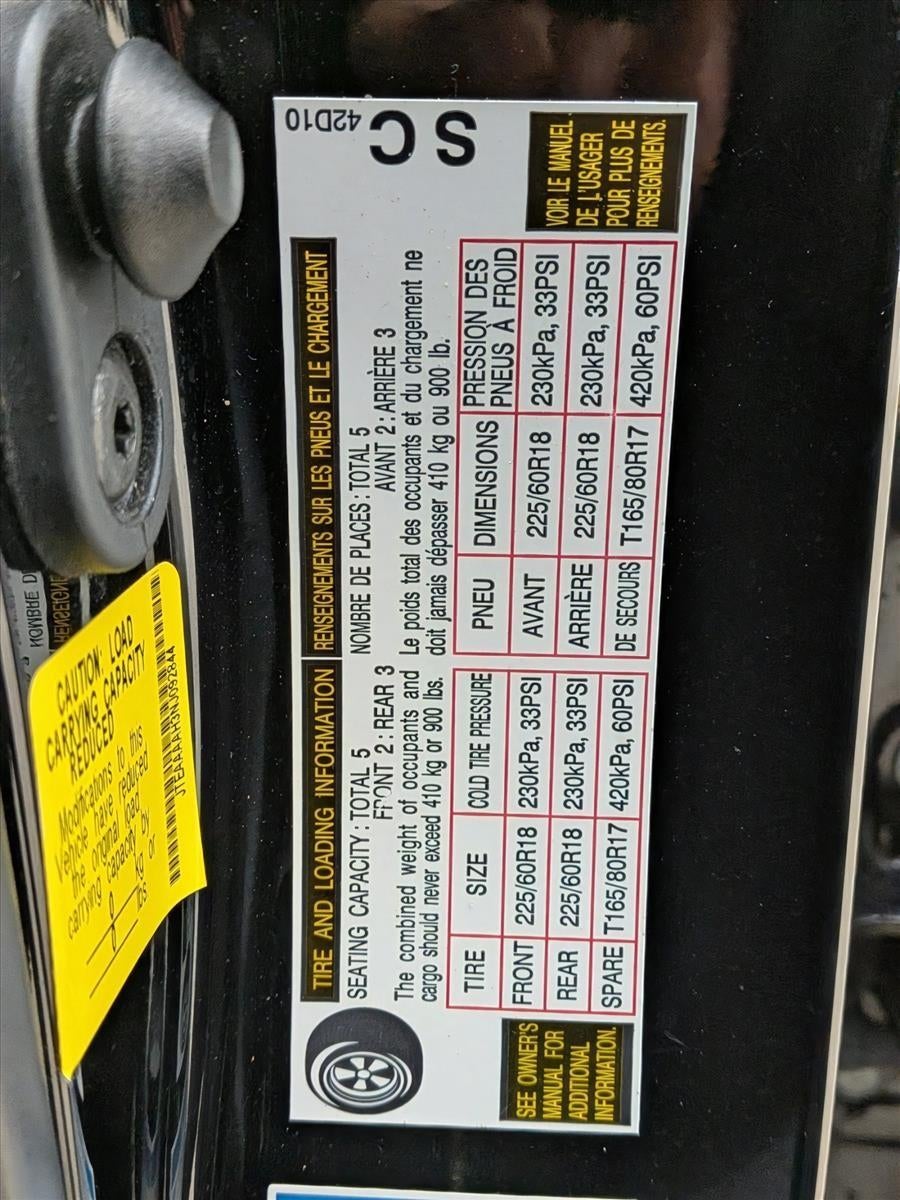 NOMBRE D
RENSEIGNE
CAUTION: LOAD
CARRYING CAPACITY
REDUCED
Modifications to this
vehicle have reduced
the original load
carrying capacity by
kg or
lbs
TIRE AND LOADING INFORMATION
RENSEIGNEMENTS SUR LES PNEUS ET LE CHARGEMENT
42D10
SC
SEATING CAPACITY : TOTAL 5
FRONT 2 : REAR 3
The combined weight of occupants and
cargo should never exceed 410 kg or 900 lbs.
NOMBRE DE PLACES : TOTAL 5
AVANT 2 : ARRIÈRE 3
Le poids total des occupants et du chargement ne
doit jamais dépasser 410 kg ou 900 lb.
TIRE SIZE COLD TIRE PRESSURE
FRONT 225/60R18 230kPa, 33PSI
REAR 225/60R18 230kPa, 33PSI
SPARE T165/80R17 420kPa, 60PSI
PNEU DIMENSIONS PRESSION DES
PNEUS À FROID
AVANT 225/60R18 230kPa, 33PSI
ARRIÈRE 225/60R18 230kPa, 33PSI
DE SECOURS T165/80R17 420kPa, 60PSI
SEE OWNER'S
MANUAL FOR
ADDITIONAL
INFORMATION.
VOIR LE MANUEL
DE L'USAGER
POUR PLUS DE
RENSEIGNEMENTS.